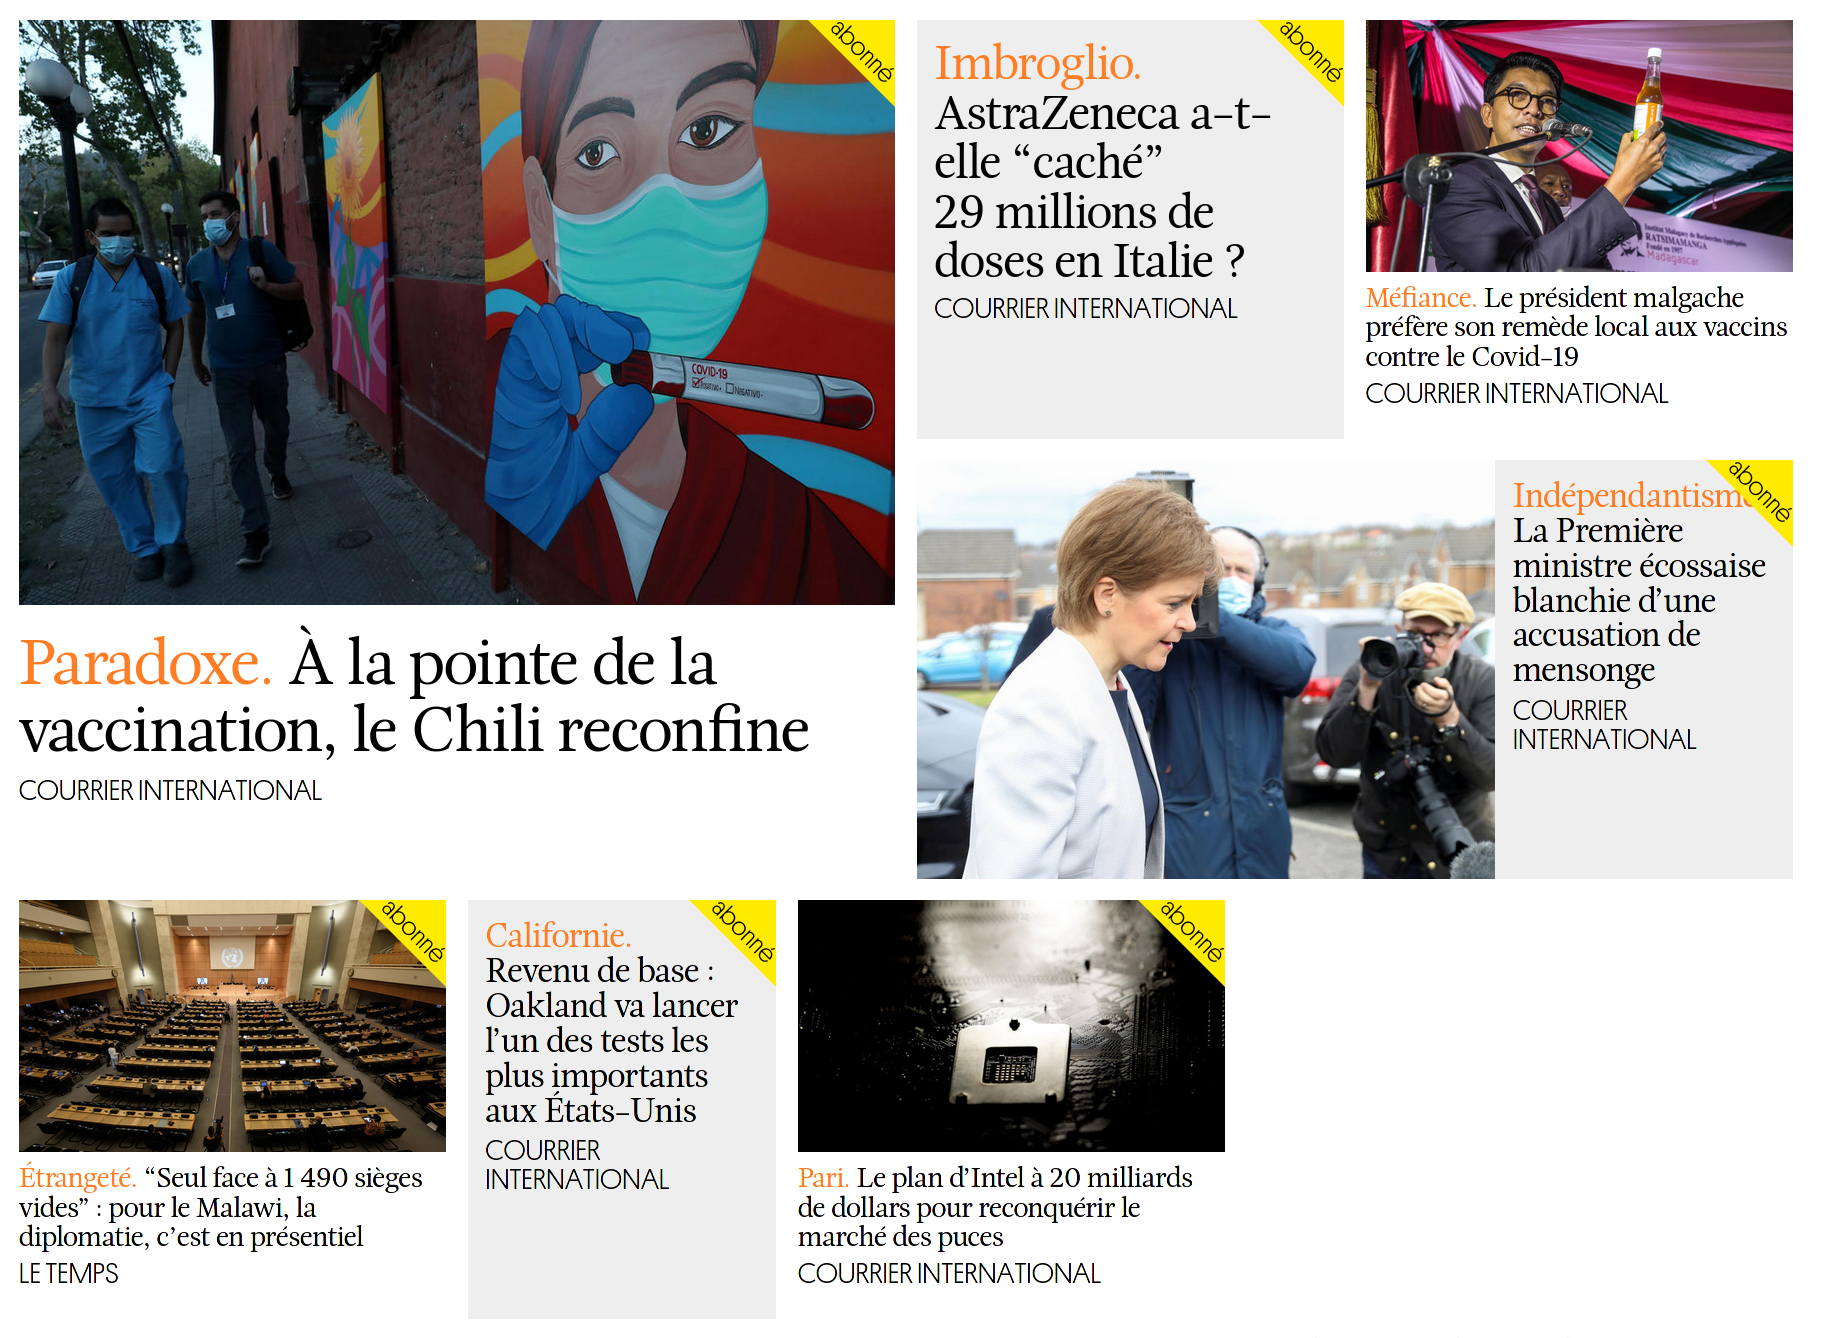 abonné
COVID-19
Positivo
Negativo
Paradoxe. À la pointe de la
vaccination, le Chili reconfine
COURRIER INTERNATIONAL
abonné
Imbroglio.
AstraZeneca a-t-
elle “caché”
29 millions de
doses en Italie ?
COURRIER INTERNATIONAL
Institut Malagasy de Recherches Appliquées
RATSIMAMANGA
Fondé en 1957
Madagascar
Méfiance. Le président malgache
préfère son remède local aux vaccins
contre le Covid-19
COURRIER INTERNATIONAL
abonné
Indépendantisme
La Première
ministre écossaise
blanchie d’une
accusation de
mensonge
COURRIER
INTERNATIONAL
abonné
Étrangeté. “Seul face à 1 490 sièges
vides” : pour le Malawi, la
diplomatie, c’est en présentiel
LE TEMPS
abonné
Californie.
Revenu de base :
Oakland va lancer
l’un des tests les
plus importants
aux États-Unis
COURRIER
INTERNATIONAL
abonné
Pari. Le plan d’Intel à 20 milliards
de dollars pour reconquérir le
marché des puces
COURRIER INTERNATIONAL